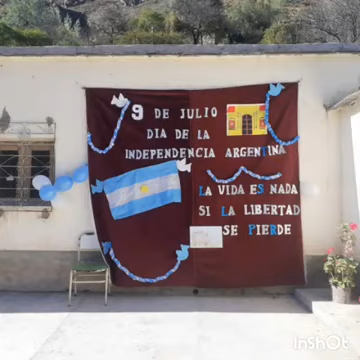 9 DE JULIO
DIA DE LA
INDEPENDENCIA ARGENTINA
LA VIDA ES NADA
SI LA LIBERTAD
SE PIERDE
InShOt